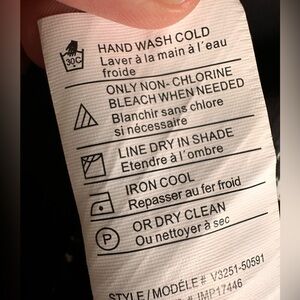 HAND WASH COLD
30C
Laver à la main à l'eau
froide
ONLY NON-CHLORINE
BLEACH WHEN NEEDED
Blanchir sans chlore
si nécessaire
LINE DRY IN SHADE
Etendre à l'ombre
IRON COOL
Repasser au fer froid
P
OR DRY CLEAN
Ou nettoyer à sec
STYLE / MODÈLE # V3251-50591
# IMP17446